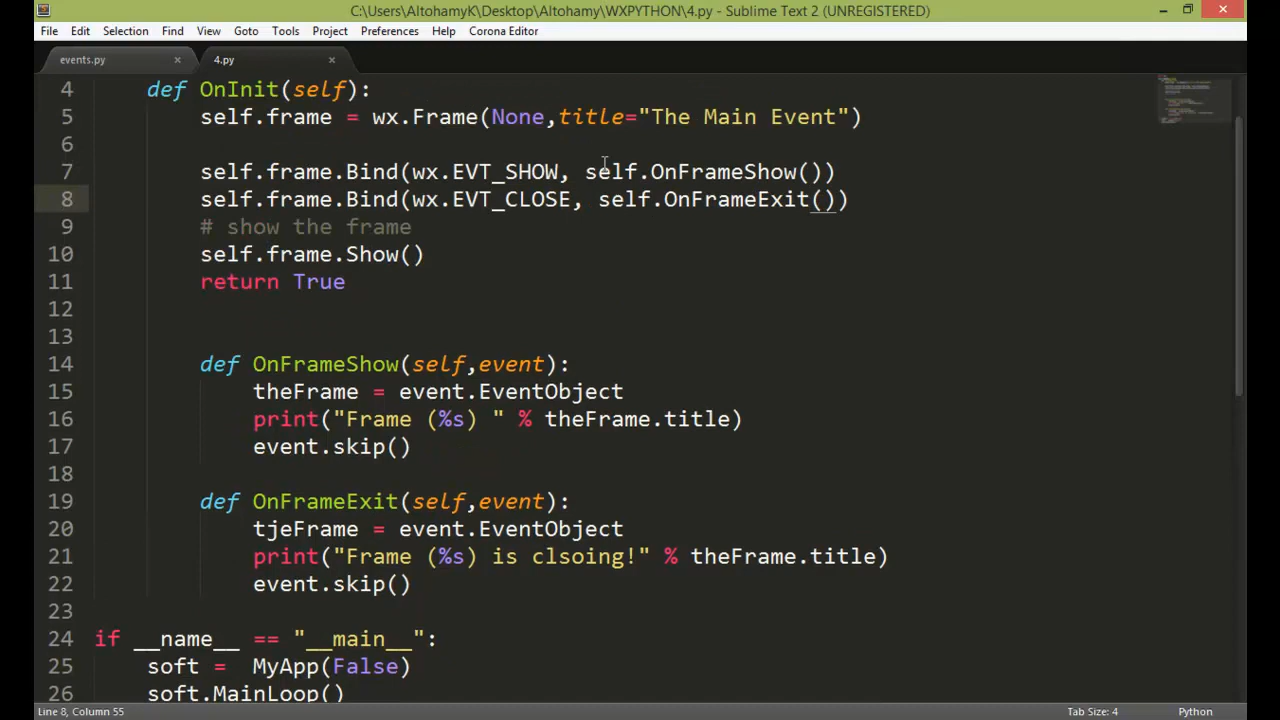 C:\Users\AltohamyK\Desktop\Altohamy\WXPYTHON\4.py - Sublime Text 2 (UNREGISTERED)
File Edit Selection Find View Goto Tools Project Preferences Help Corona Editor
events.py × 4.py ×
4 def OnInit(self):
5 self.frame = wx.Frame(None,title="The Main Event")
6
7 self.frame.Bind(wx.EVT_SHOW, self.OnFrameShow())
8 self.frame.Bind(wx.EVT_CLOSE, self.OnFrameExit())
9 # show the frame
10 self.frame.Show()
11 return True
12
13
14 def OnFrameShow(self,event):
15 theFrame = event.EventObject
16 print("Frame (%s) " % theFrame.title)
17 event.skip()
18
19 def OnFrameExit(self,event):
20 tjeFrame = event.EventObject
21 print("Frame (%s) is clsoing!" % theFrame.title)
22 event.skip()
23
24 if __name__ == "__main__":
25 soft = MyApp(False)
26 soft.MainLoop()
Line 8, Column 55 Tab Size: 4 Python